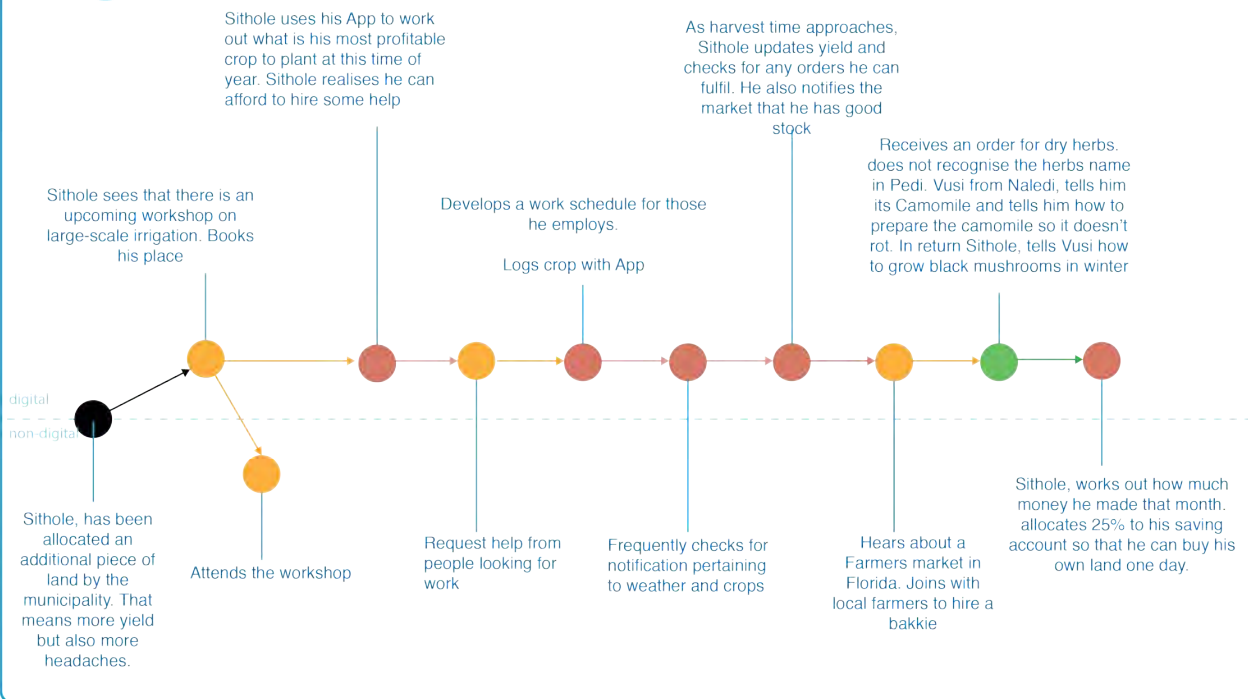 Sithole uses his App to work
out what is his most profitable
crop to plant at this time of
year. Sithole realises he can
afford to hire some help
As harvest time approaches,
Sithole updates yield and
checks for any orders he can
fulfil. He also notifies the
market that he has good
stock
Receives an order for dry herbs.
does not recognise the herbs name
in Pedi. Vusi from Naledi, tells him
its Camomile and tells him how to
prepare the camomile so it doesn't
rot. In return Sithole, tells Vusi how
to grow black mushrooms in winter
Sithole sees that there is an
upcoming workshop on
large-scale irrigation. Books
his place
Develops a work schedule for those
he employs.
Logs crop with App
digital
non-digital
Sithole, has been
allocated an
additional piece of
land by the
municipality. That
means more yield
but also more
headaches.
Attends the workshop
Request help from
people looking for
work
Frequently checks for
notification pertaining
to weather and crops
Hears about a
Farmers market in
Florida. Joins with
local farmers to hire a
bakkie
Sithole, works out how much
money he made that month.
allocates 25% to his saving
account so that he can buy his
own land one day.